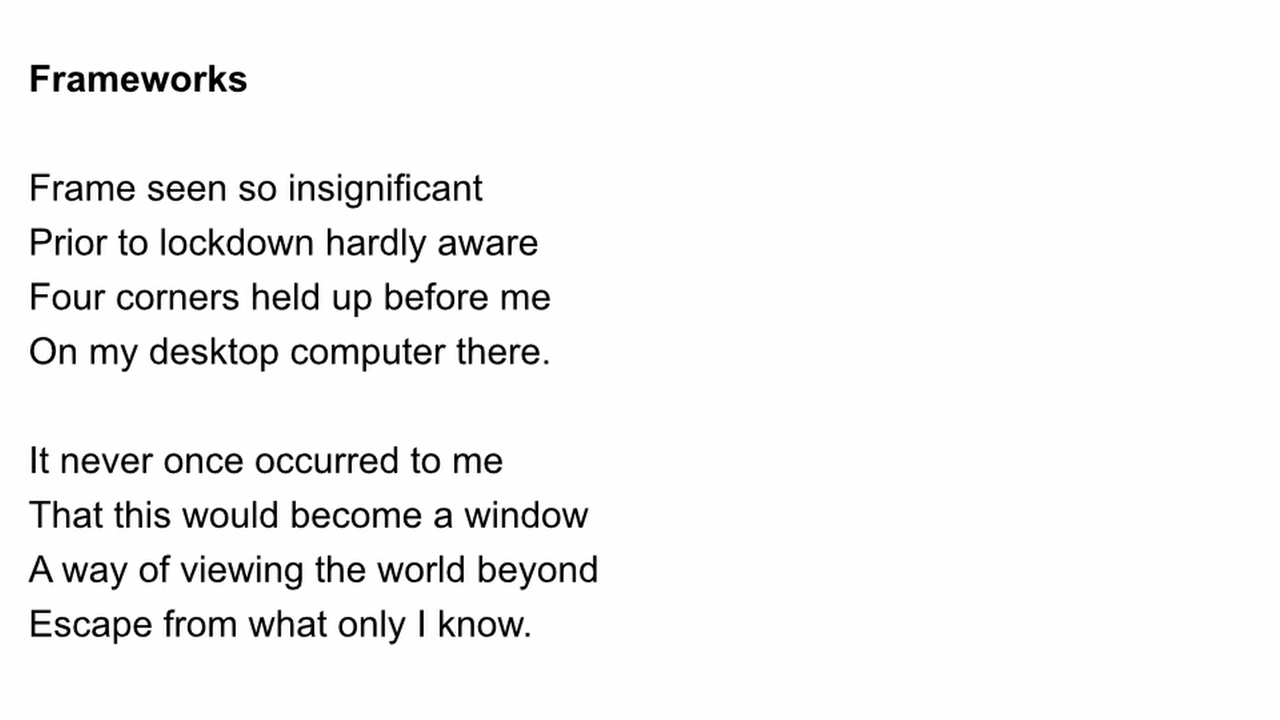 Frameworks
Frame seen so insignificant
Prior to lockdown hardly aware
Four corners held up before me
On my desktop computer there.
It never once occurred to me
That this would become a window
A way of viewing the world beyond
Escape from what only I know.